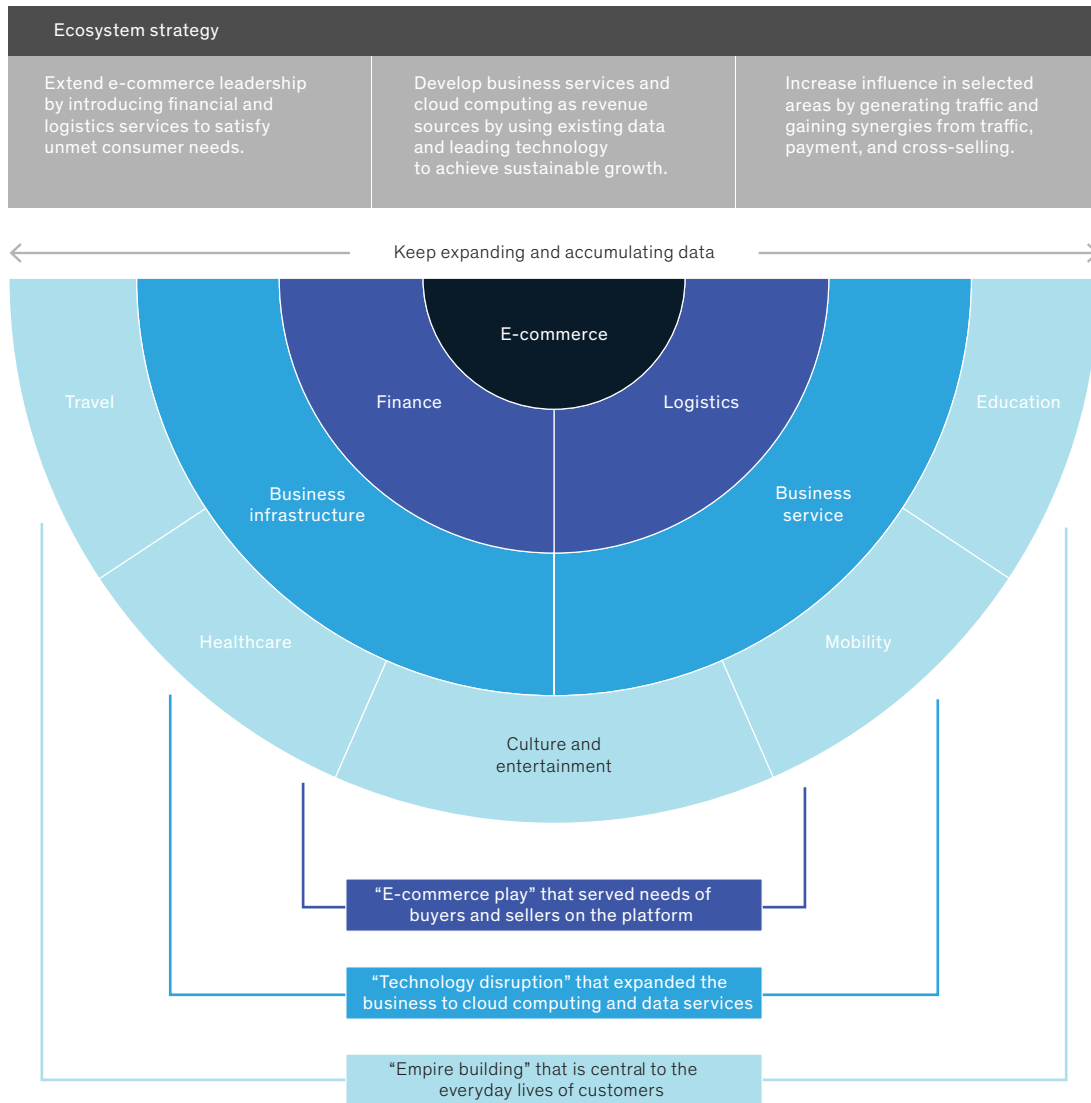 Ecosystem strategy
Extend e-commerce leadership
by introducing financial and
logistics services to satisfy
unmet consumer needs.
Develop business services and
cloud computing as revenue
sources by using existing data
and leading technology
to achieve sustainable growth.
Increase influence in selected
areas by generating traffic and
gaining synergies from traffic,
payment, and cross-selling.
Keep expanding and accumulating data
E-commerce
Finance
Logistics
Travel
Education
Business
infrastructure
Business
service
Healthcare
Mobility
Culture and
entertainment
“E-commerce play” that served needs of
buyers and sellers on the platform
“Technology disruption” that expanded the
business to cloud computing and data services
“Empire building” that is central to the
everyday lives of customers